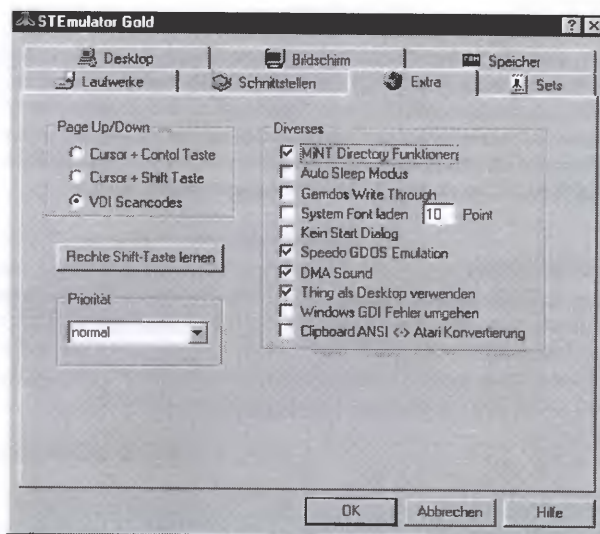 STEmulator Gold
Desktop
Bildschirm
Speicher
Laufwerke
Schnittstellen
Extra
Sets
Page Up/Down
Cursor + Contol Taste
Cursor + Shift Taste
VDI Scancodes
Rechte Shift-Taste lernen
Priorität
normal
Diverses
MiNT Directory Funktionen
Auto Sleep Modus
Gemdos Write Through
System Font laden 10 Point
Kein Start Dialog
Speedo GDOS Emulation
DMA Sound
Thing als Desktop verwenden
Windows GDI Fehler umgehen
Clipboard ANSI <-> Atari Konvertierung
OK
Abbrechen
Hilfe